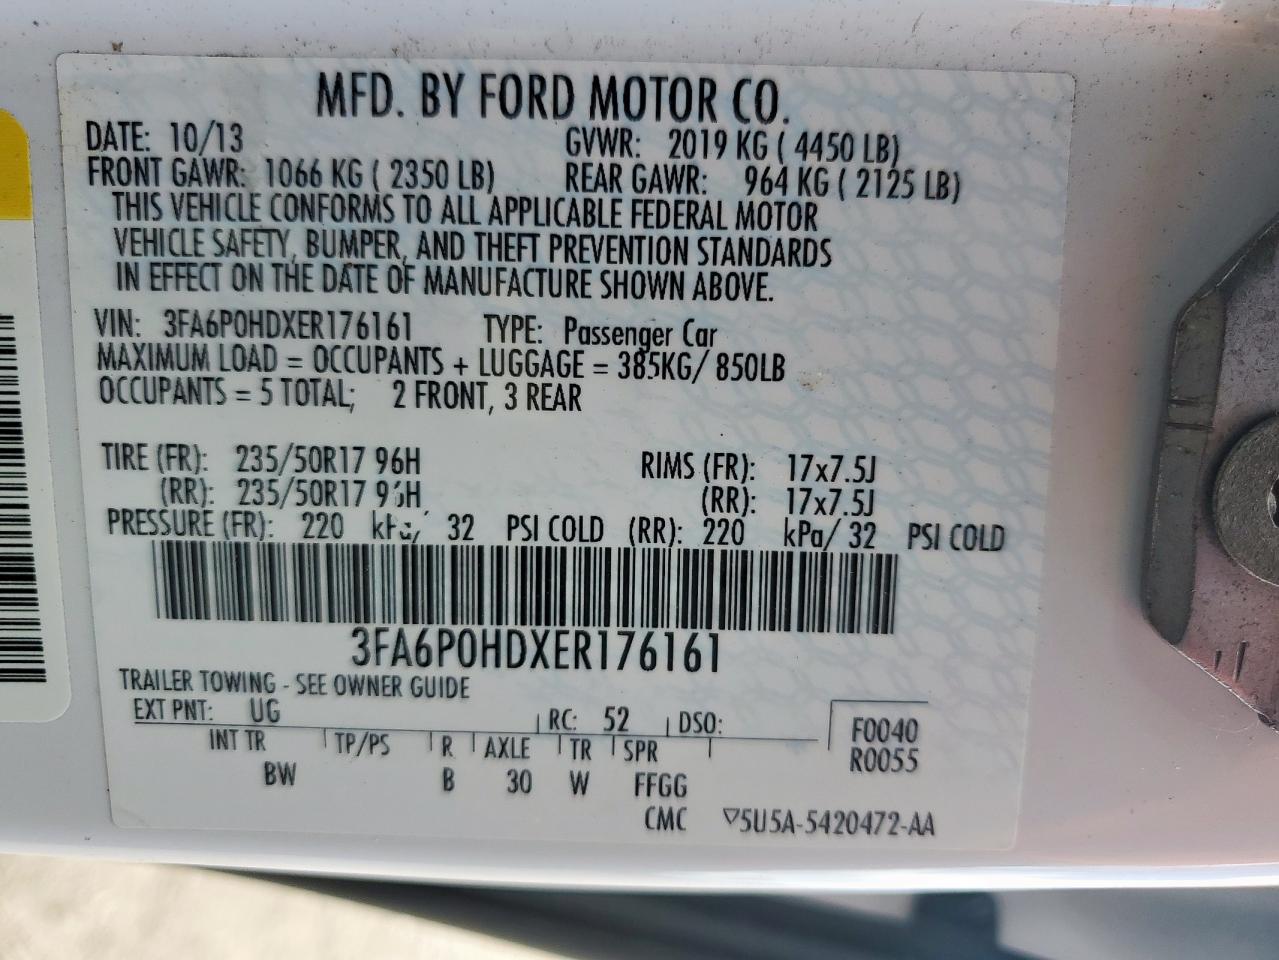 MFD. BY FORD MOTOR CO.
DATE: 10/13 GVWR: 2019 KG ( 4450 LB)
FRONT GAWR: 1066 KG ( 2350 LB) REAR GAWR: 964 KG ( 2125 LB)
THIS VEHICLE CONFORMS TO ALL APPLICABLE FEDERAL MOTOR
VEHICLE SAFETY, BUMPER, AND THEFT PREVENTION STANDARDS
IN EFFECT ON THE DATE OF MANUFACTURE SHOWN ABOVE.
VIN: 3FA6P0HDXER176161 TYPE: Passenger Car
MAXIMUM LOAD = OCCUPANTS + LUGGAGE = 385KG/ 850LB
OCCUPANTS = 5 TOTAL; 2 FRONT, 3 REAR
TIRE (FR): 235/50R17 96H RIMS (FR): 17x7.5J
(RR): 235/50R17 96H (RR): 17x7.5J
PRESSURE (FR): 220 kPa/ 32 PSI COLD (RR): 220 kPa/ 32 PSI COLD
3FA6P0HDXER176161
TRAILER TOWING - SEE OWNER GUIDE
EXT PNT: UG RC: 52 DSO: F0040
INT TR TP/PS R AXLE TR SPR R0055
BW B 30 W FFGG
CMC ▽5U5A-5420472-AA